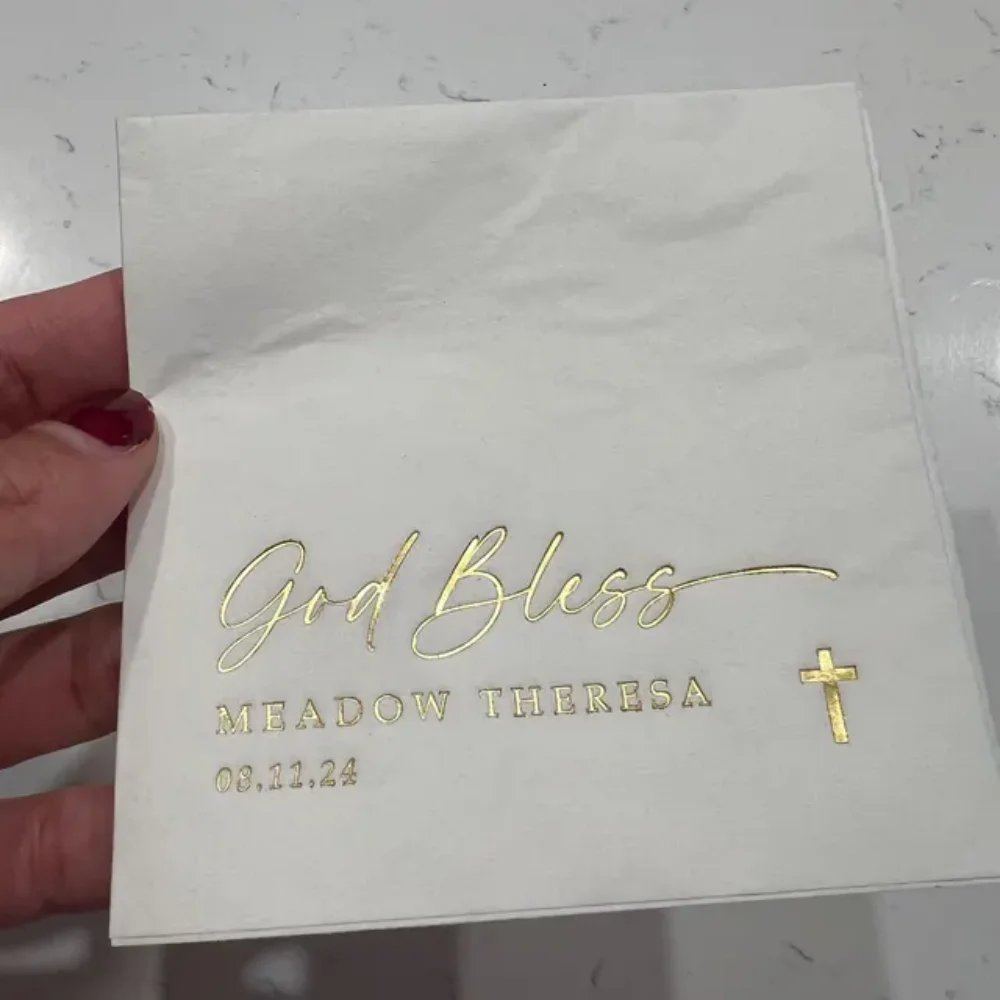 God Bless
MEADOW THERESA
08.11.24